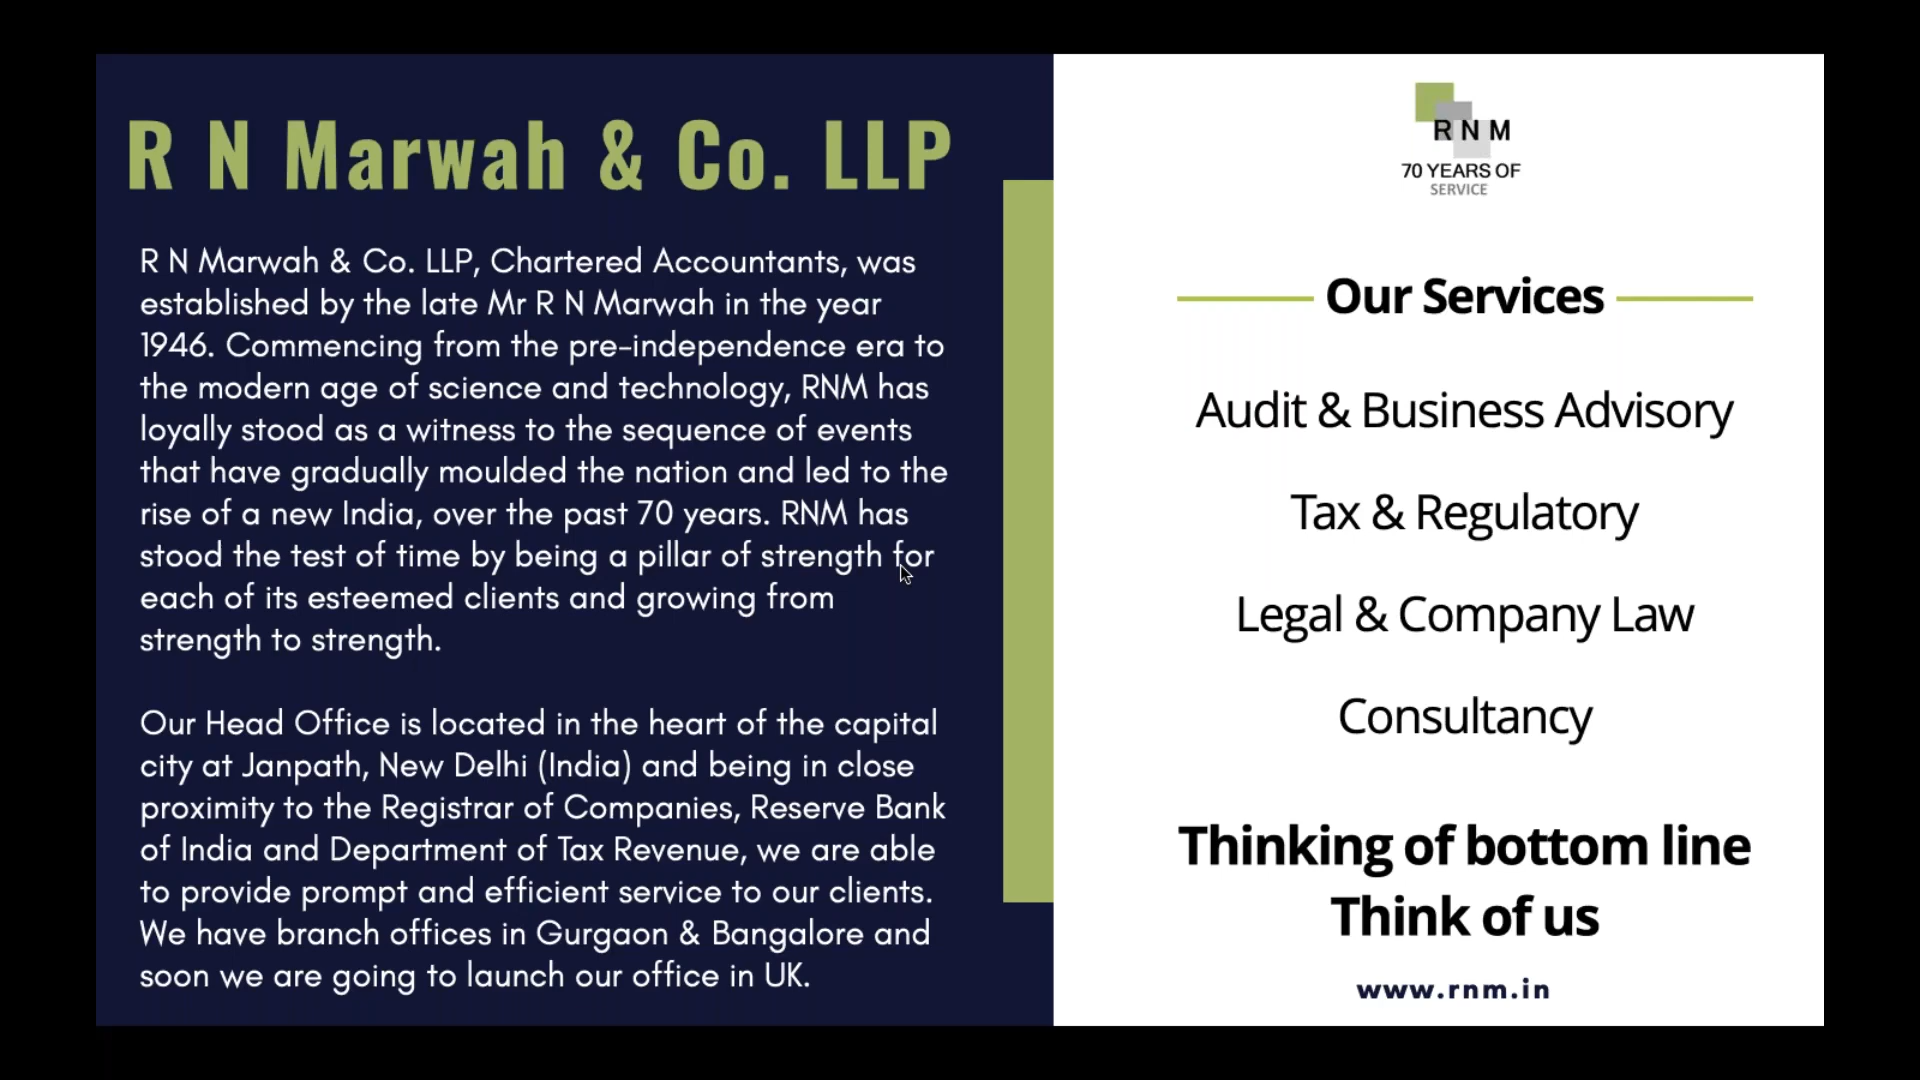 R N Marwah & Co. LLP
R N Marwah & Co. LLP, Chartered Accountants, was
established by the late Mr R N Marwah in the year
1946. Commencing from the pre-independence era to
the modern age of science and technology, RNM has
loyally stood as a witness to the sequence of events
that have gradually moulded the nation and led to the
rise of a new India, over the past 70 years. RNM has
stood the test of time by being a pillar of strength for
each of its esteemed clients and growing from
strength to strength.
Our Head Office is located in the heart of the capital
city at Janpath, New Delhi (India) and being in close
proximity to the Registrar of Companies, Reserve Bank
of India and Department of Tax Revenue, we are able
to provide prompt and efficient service to our clients.
We have branch offices in Gurgaon & Bangalore and
soon we are going to launch our office in UK.
R N M
70 YEARS OF
SERVICE
Our Services
Audit & Business Advisory
Tax & Regulatory
Legal & Company Law
Consultancy
Thinking of bottom line
Think of us
www.rnm.in